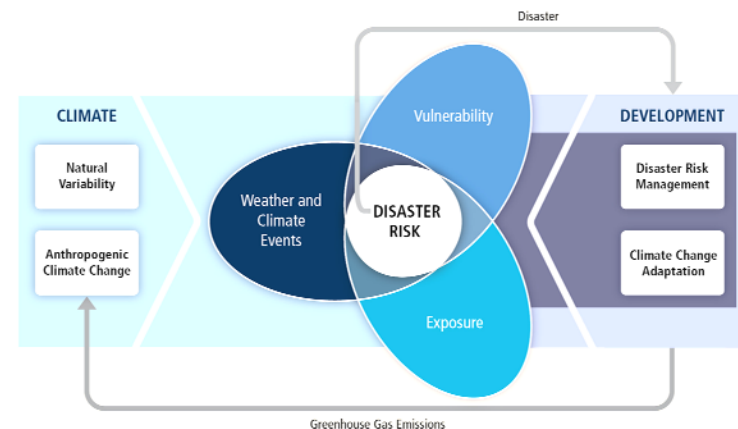 Disaster
CLIMATE
Natural
Variability
Anthropogenic
Climate Change
Weather and
Climate
Events
Vulnerability
DISASTER
RISK
Exposure
DEVELOPMENT
Disaster Risk
Management
Climate Change
Adaptation
Greenhouse Gas Emissions